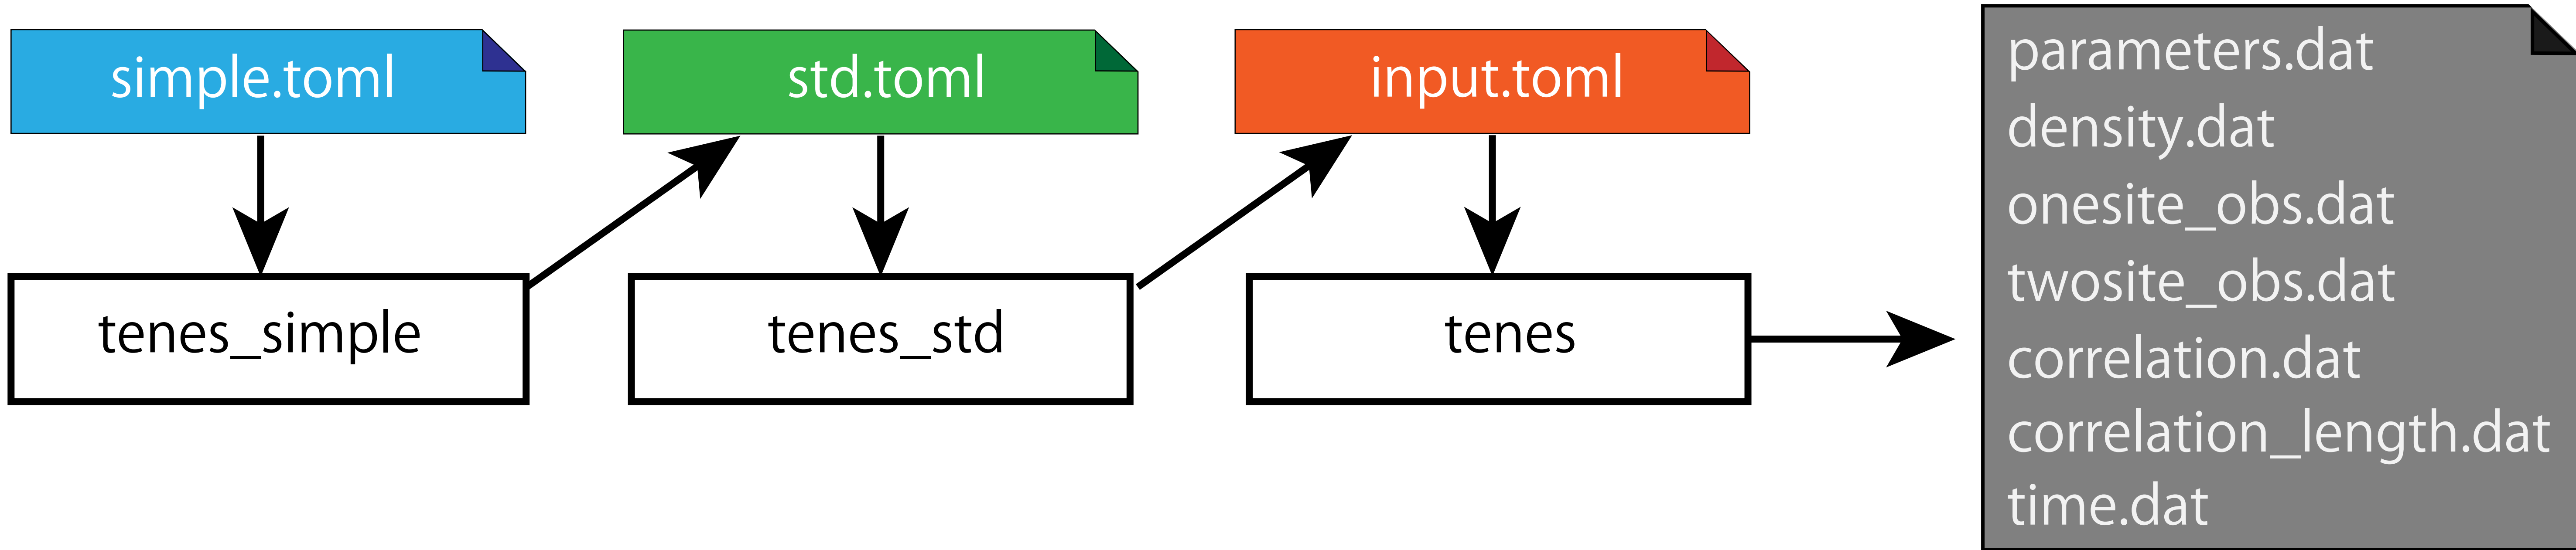 simple.toml
std.toml
input.toml
tenes_simple
tenes_std
tenes
parameters.dat
density.dat
onesite_obs.dat
twosite_obs.dat
correlation.dat
correlation_length.dat
time.dat